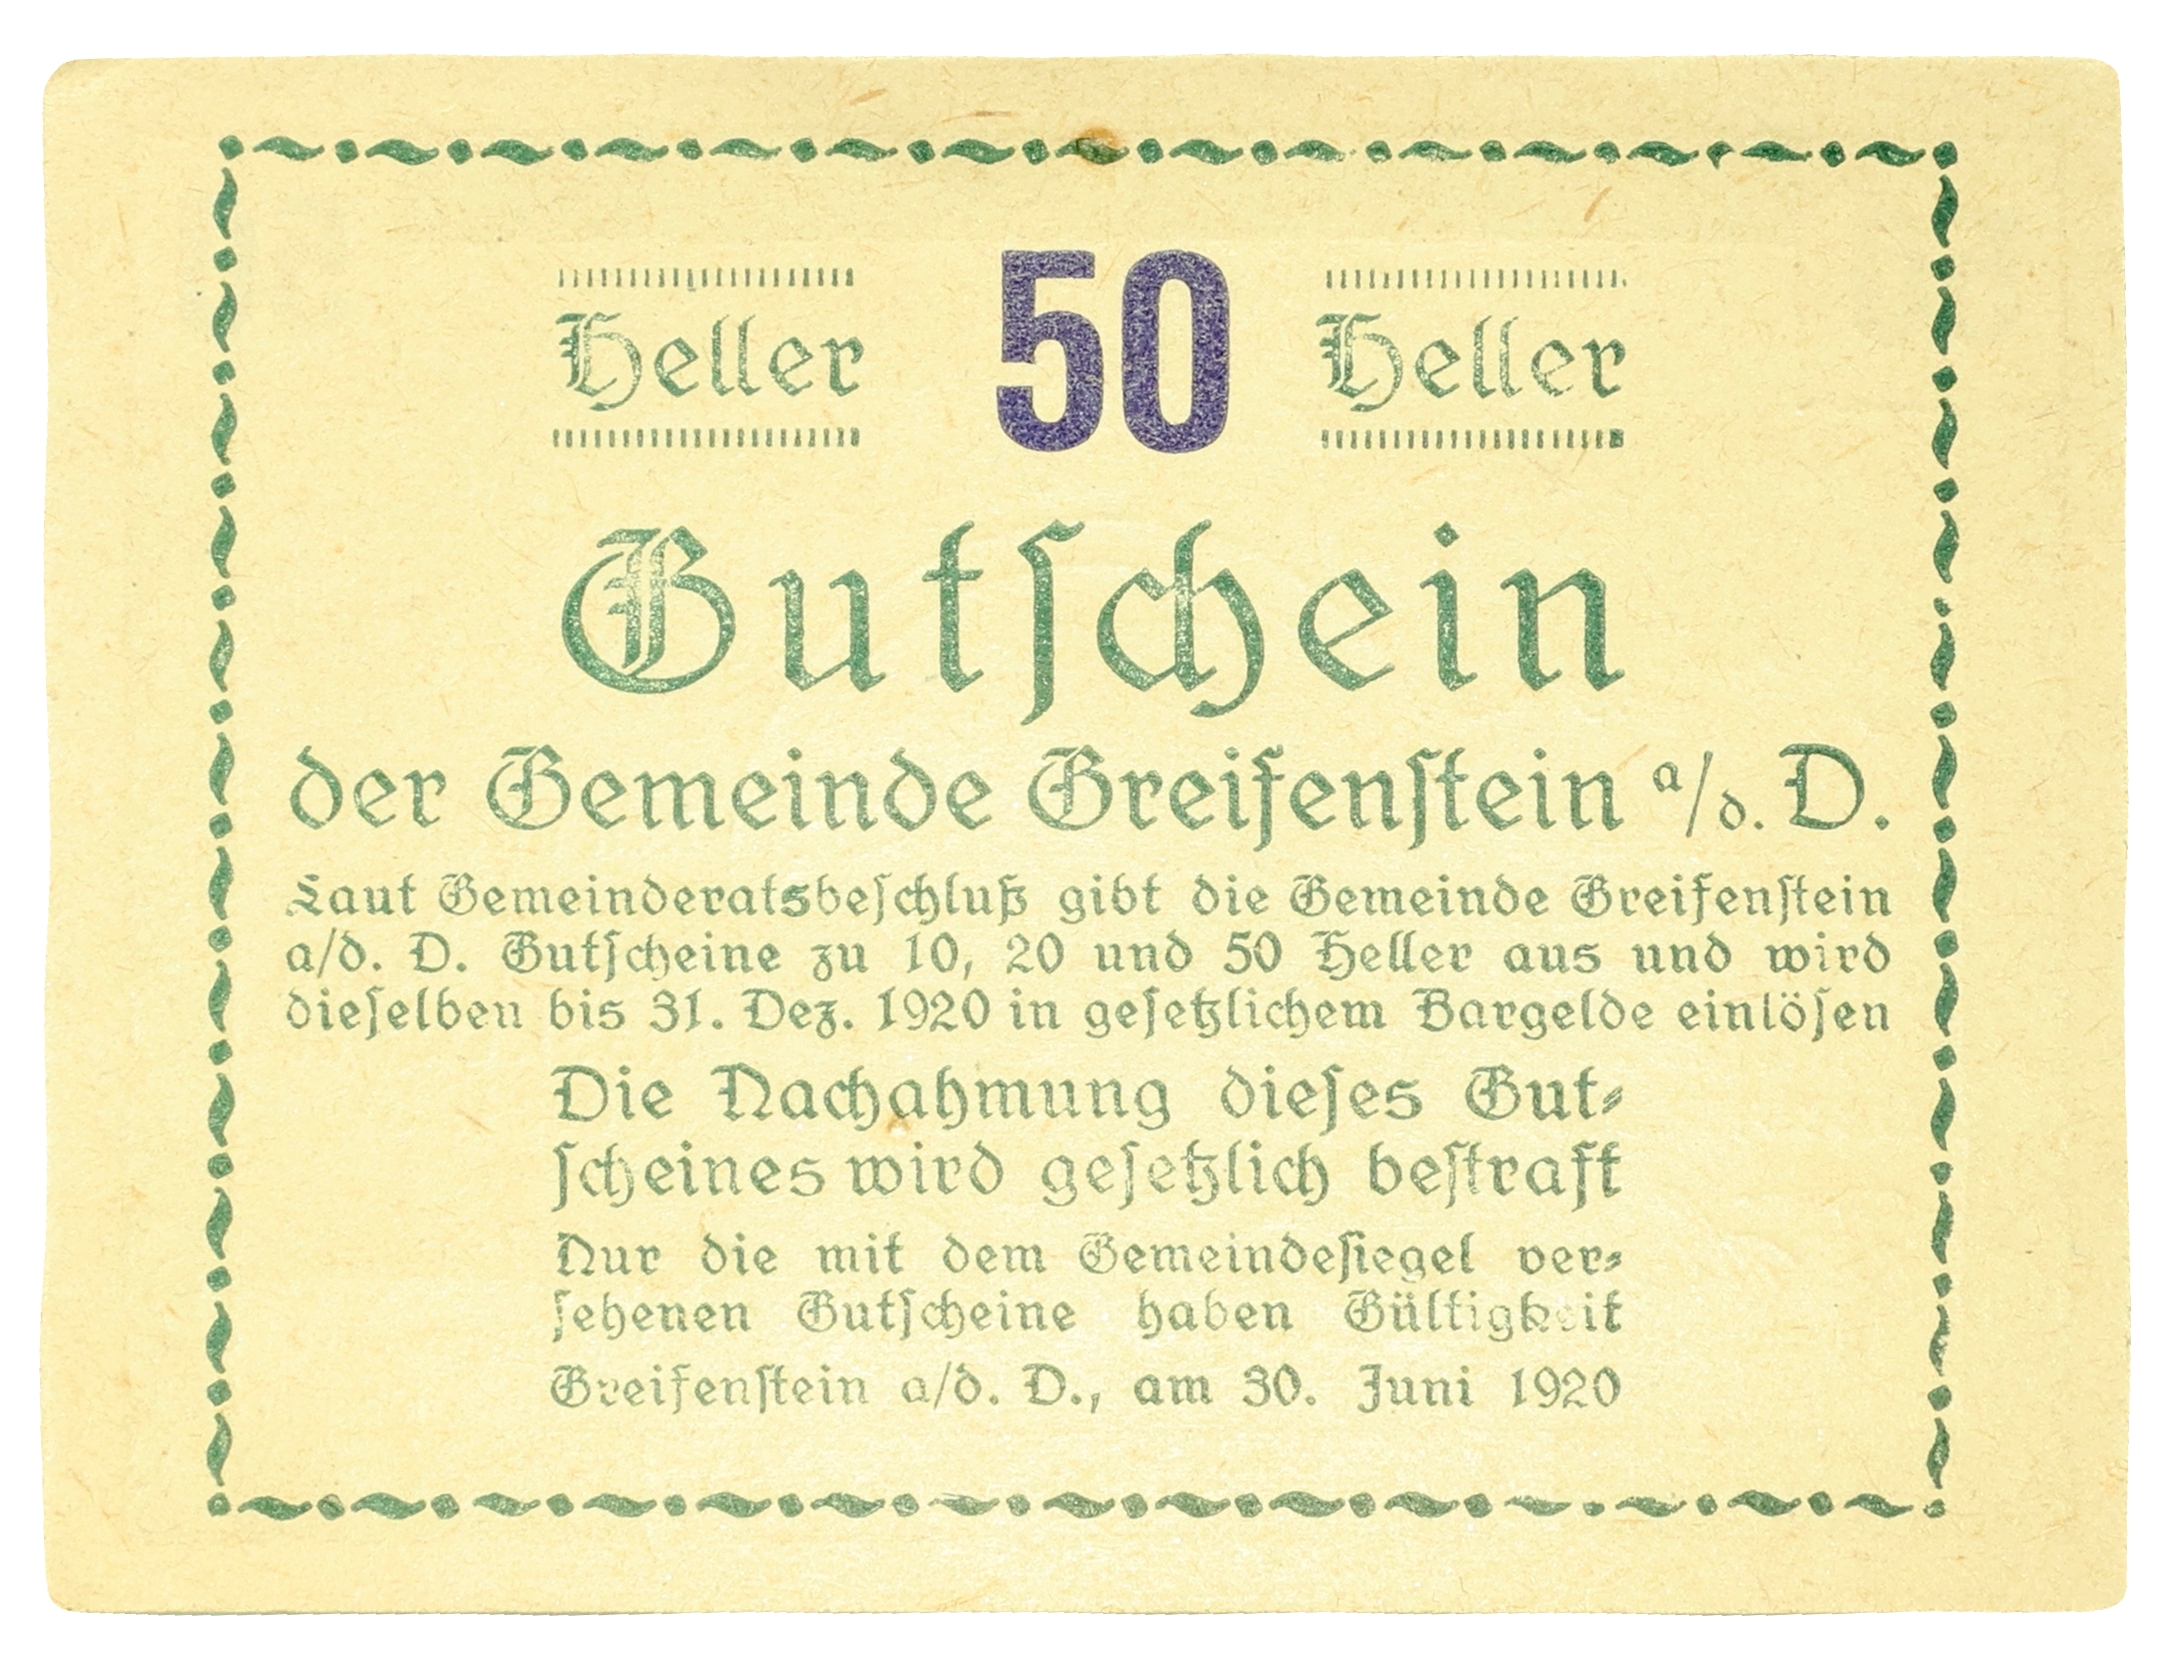 Heller 50 Heller
Gutschein
der Gemeinde Greifenstein a/d. D.
Laut Gemeinderatsbeschluß gibt die Gemeinde Greifenstein
a/d. D. Gutscheine zu 10, 20 und 50 Heller aus und wird
dieselben bis 31. Dez. 1920 in gesetzlichem Bargelde einlösen
Die Nachahmung dieses Gut-
scheines wird gesetzlich bestraft
Nur die mit dem Gemeindesiegel ver-
sehenen Gutscheine haben Gültigkeit
Greifenstein a/d. D., am 30. Juni 1920